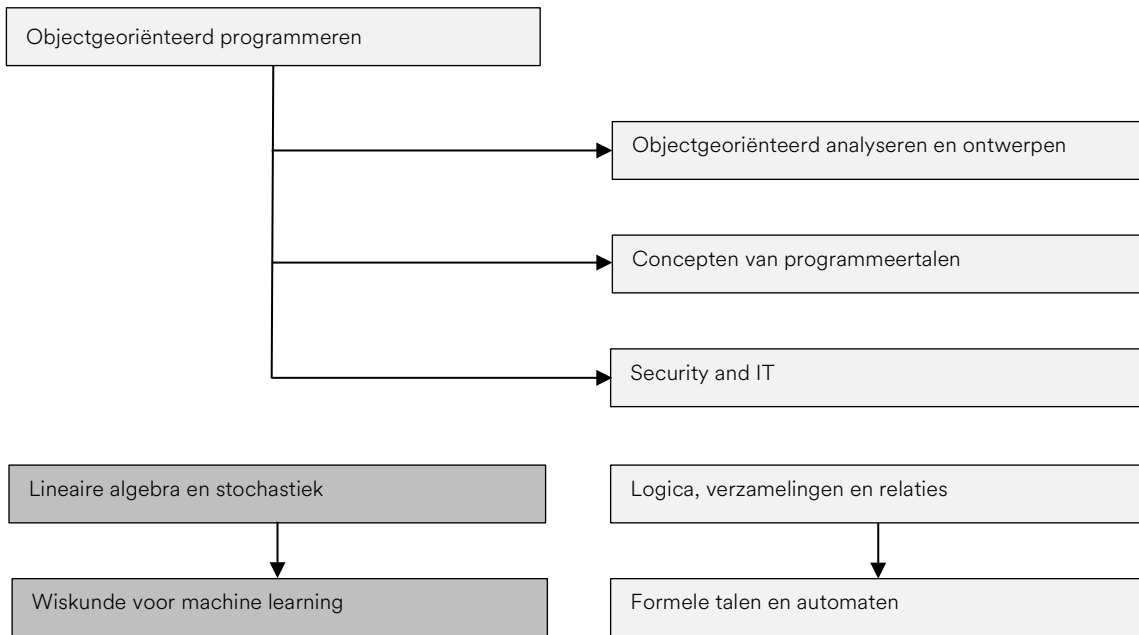 Objectgeoriënteerd programmeren
Objectgeoriënteerd analyseren en ontwerpen
Concepten van programmeertalen
Security and IT
Lineaire algebra en stochastiek
Logica, verzamelingen en relaties
Wiskunde voor machine learning
Formele talen en automaten